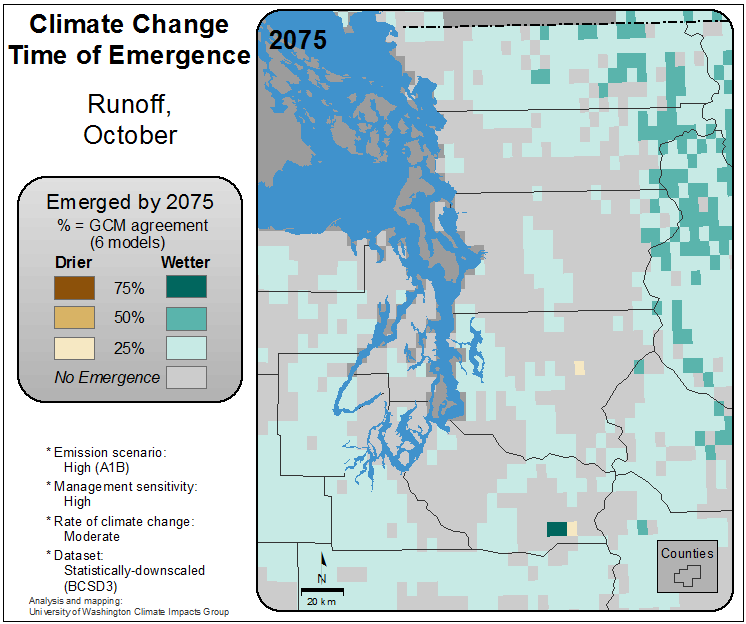 Climate Change
Time of Emergence
Runoff,
October
Emerged by 2075
% = GCM agreement
(6 models)
Drier Wetter
75%
50%
25%
No Emergence
* Emission scenario:
High (A1B)
* Management sensitivity:
High
* Rate of climate change:
Moderate
* Dataset:
Statistically-downscaled
(BCSD3)
Analysis and mapping:
University of Washington Climate Impacts Group
2075
N
20 km
Counties